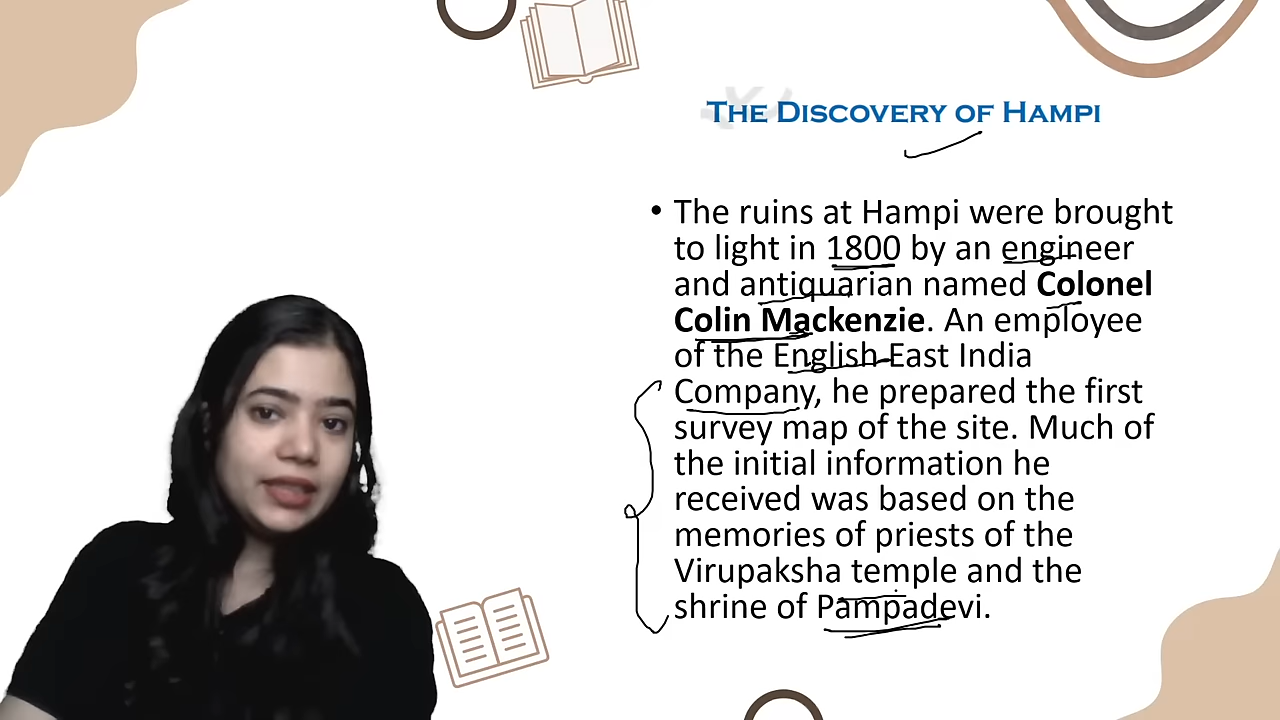 The Discovery of Hampi
• The ruins at Hampi were brought
to light in 1800 by an engineer
and antiquarian named Colonel
Colin Mackenzie. An employee
of the English East India
Company, he prepared the first
survey map of the site. Much of
the initial information he
received was based on the
memories of priests of the
Virupaksha temple and the
shrine of Pampadevi.